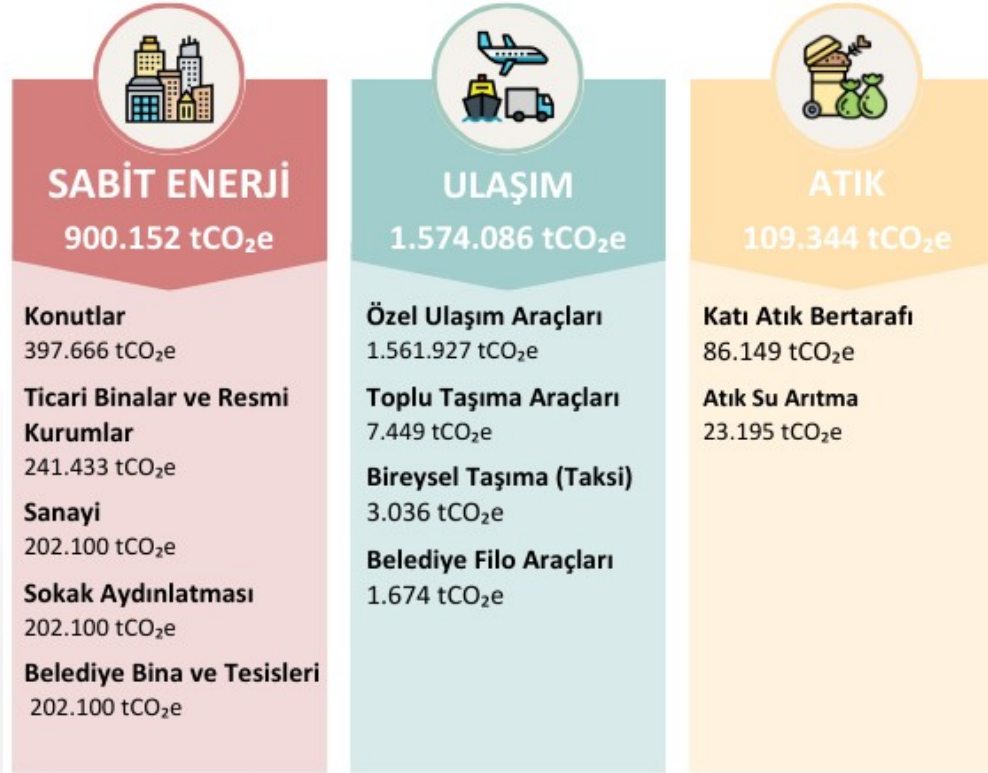 SABİT ENERJİ
900.152 tCO₂e
Konutlar
397.666 tCO₂e
Ticari Binalar ve Resmi
Kurumlar
241.433 tCO₂e
Sanayi
202.100 tCO₂e
Sokak Aydınlatması
202.100 tCO₂e
Belediye Bina ve Tesisleri
202.100 tCO₂e
ULAŞIM
1.574.086 tCO₂e
Özel Ulaşım Araçları
1.561.927 tCO₂e
Toplu Taşıma Araçları
7.449 tCO₂e
Bireysel Taşıma (Taksi)
3.036 tCO₂e
Belediye Filo Araçları
1.674 tCO₂e
ATIK
109.344 tCO₂e
Katı Atık Bertarafı
86.149 tCO₂e
Atık Su Arıtma
23.195 tCO₂e